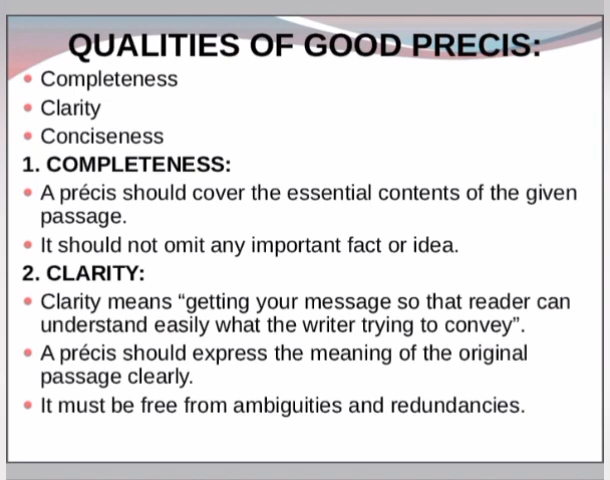 QUALITIES OF GOOD PRECIS:
• Completeness
• Clarity
• Conciseness
1. COMPLETENESS:
• A précis should cover the essential contents of the given
passage.
• It should not omit any important fact or idea.
2. CLARITY:
• Clarity means “getting your message so that reader can
understand easily what the writer trying to convey”.
• A précis should express the meaning of the original
passage clearly.
• It must be free from ambiguities and redundancies.